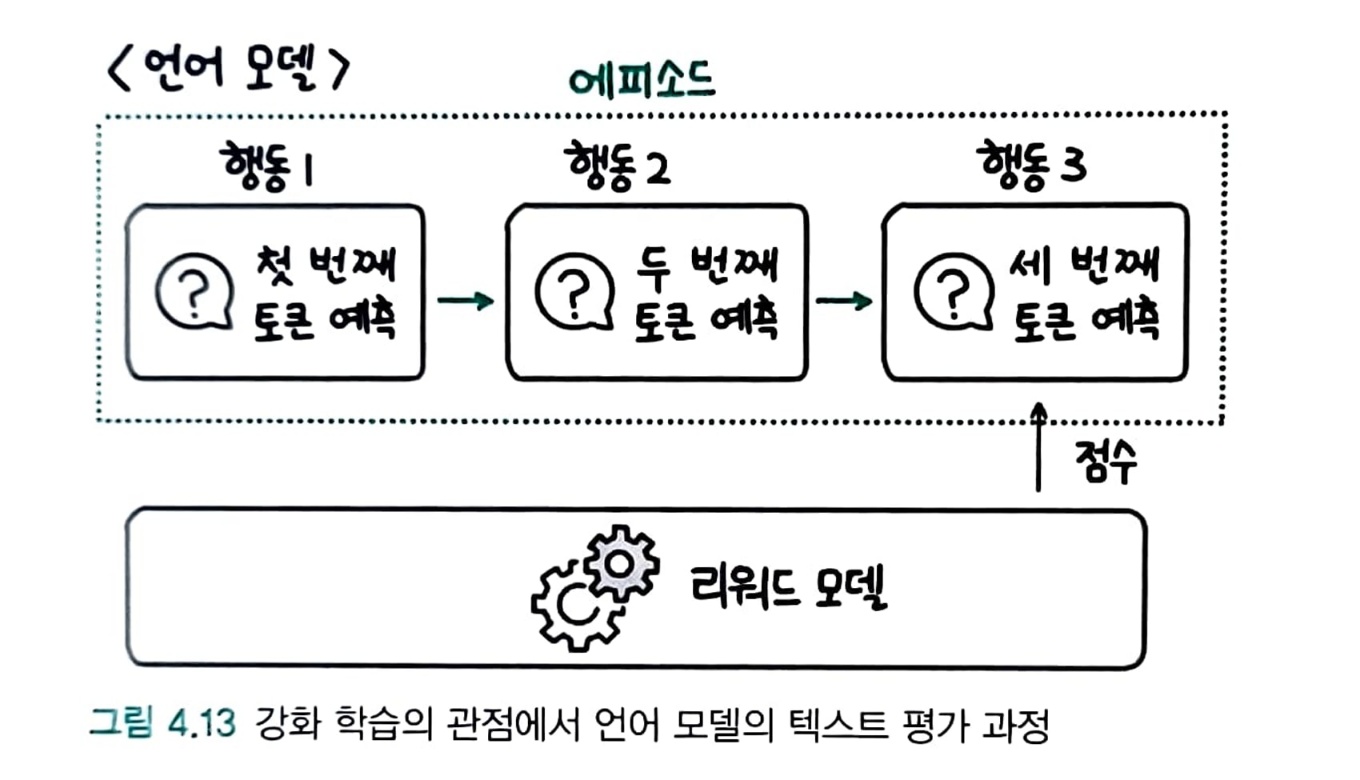 <언어 모델>
에피소드
행동 1
행동 2
행동 3
첫 번째
토큰 예측
두 번째
토큰 예측
세 번째
토큰 예측
점수
리워드 모델
그림 4.13 강화 학습의 관점에서 언어 모델의 텍스트 평가 과정